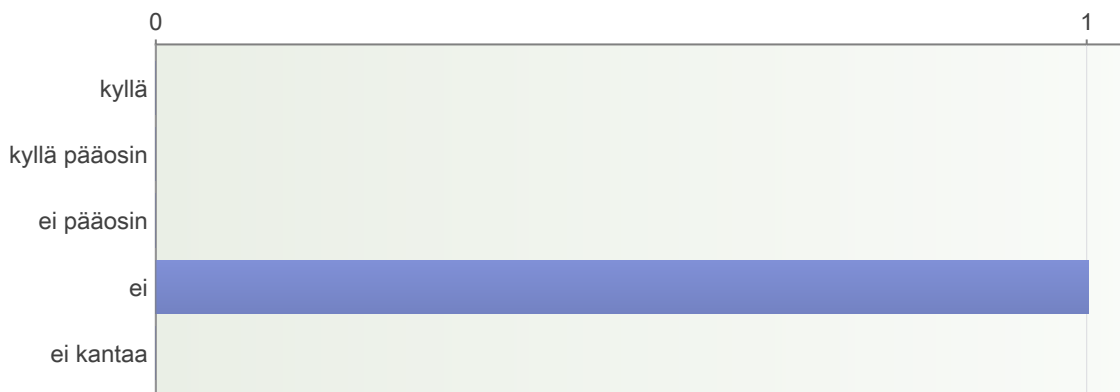 0 1
kyllä
kyllä pääosin
ei pääosin
ei
ei kantaa